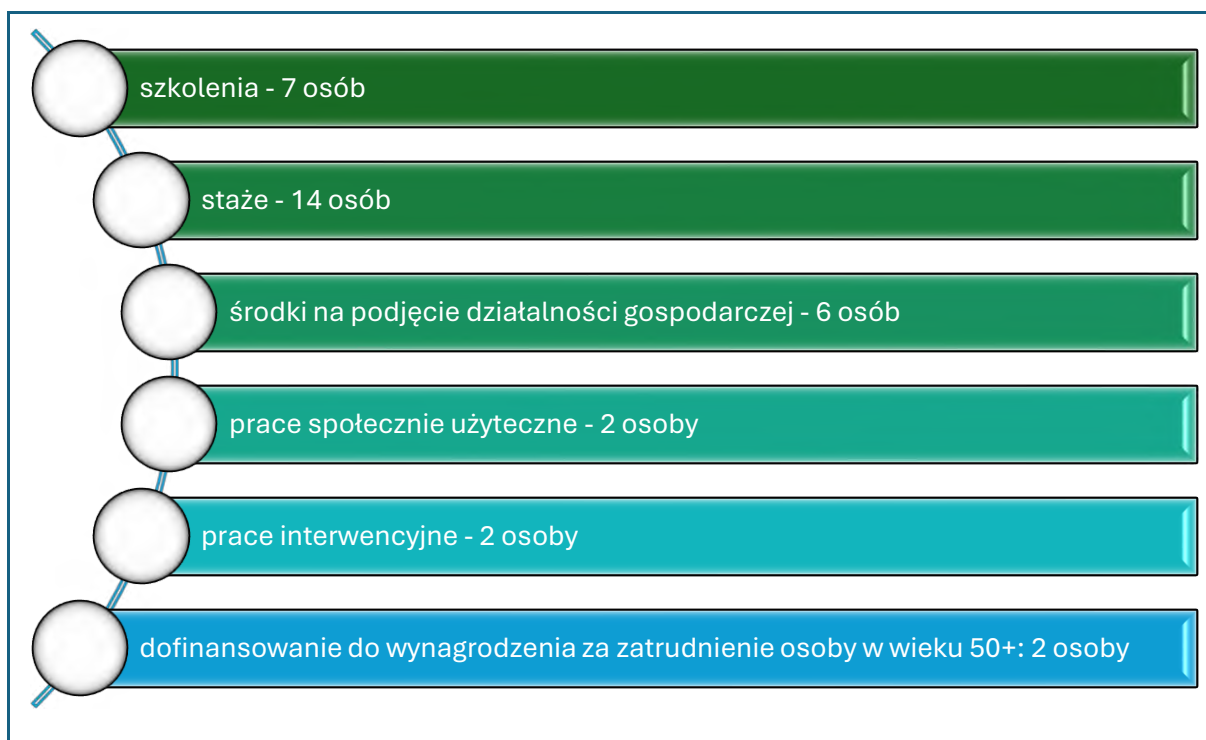 szkolenia - 7 osób
staże - 14 osób
środki na podjęcie działalności gospodarczej - 6 osób
prace społecznie użyteczne - 2 osoby
prace interwencyjne - 2 osoby
dofinansowanie do wynagrodzenia za zatrudnienie osoby w wieku 50+: 2 osoby